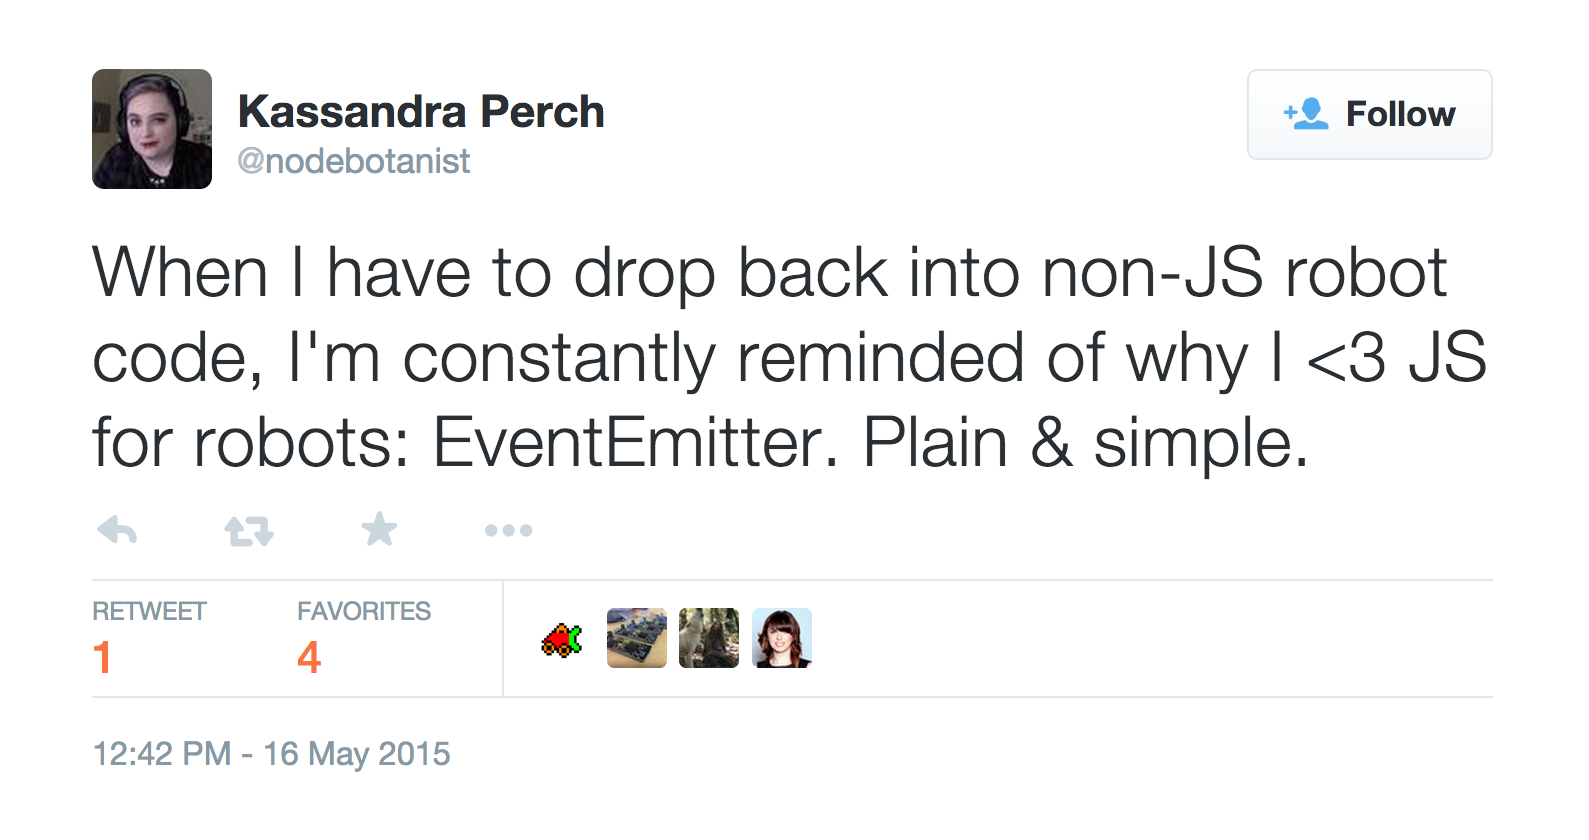 Kassandra Perch
@nodebotanist
Follow
When I have to drop back into non-JS robot
code, I'm constantly reminded of why I <3 JS
for robots: EventEmitter. Plain & simple.
RETWEET
FAVORITES
1
4
12:42 PM - 16 May 2015